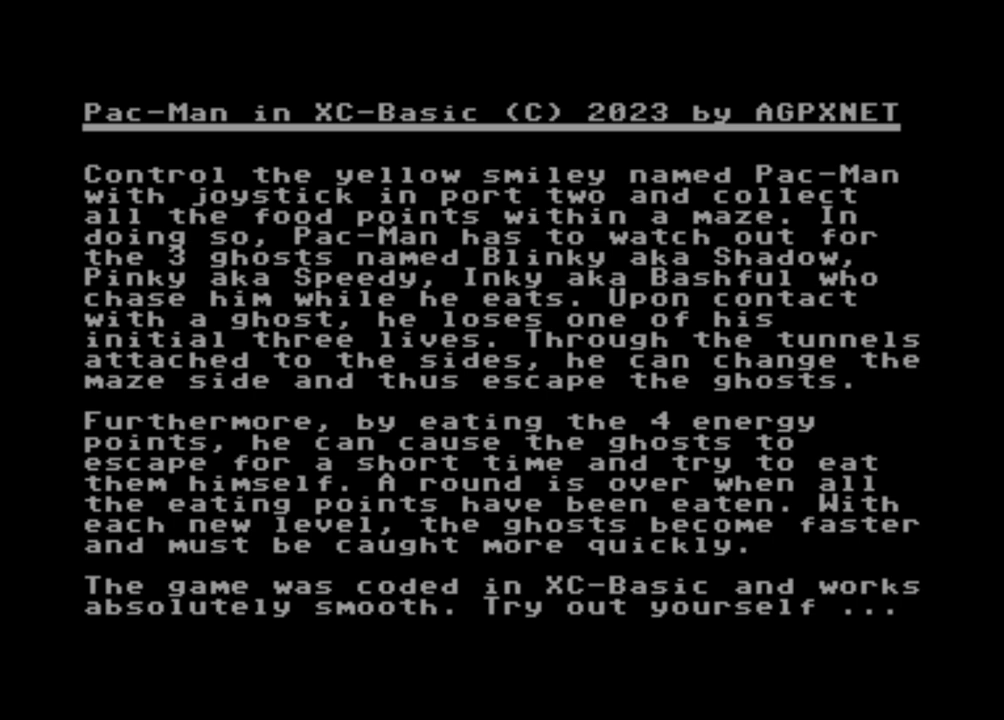 Pac-Man in XC-Basic (C) 2023 by AGPXNET
Control the yellow smiley named Pac-Man
with joystick in port two and collect
all the food points within a maze. In
doing so, Pac-Man has to watch out for
the 3 ghosts named Blinky aka Shadow,
Pinky aka Speedy, Inky aka Bashful who
chase him while he eats. Upon contact
with a ghost, he loses one of his
initial three lives. Through the tunnels
attached to the sides, he can change the
maze side and thus escape the ghosts.
Furthermore, by eating the 4 energy
points, he can cause the ghosts to
escape for a short time and try to eat
them himself. A round is over when all
the eating points have been eaten. With
each new level, the ghosts become faster
and must be caught more quickly.
The game was coded in XC-Basic and works
absolutely smooth. Try out yourself ...